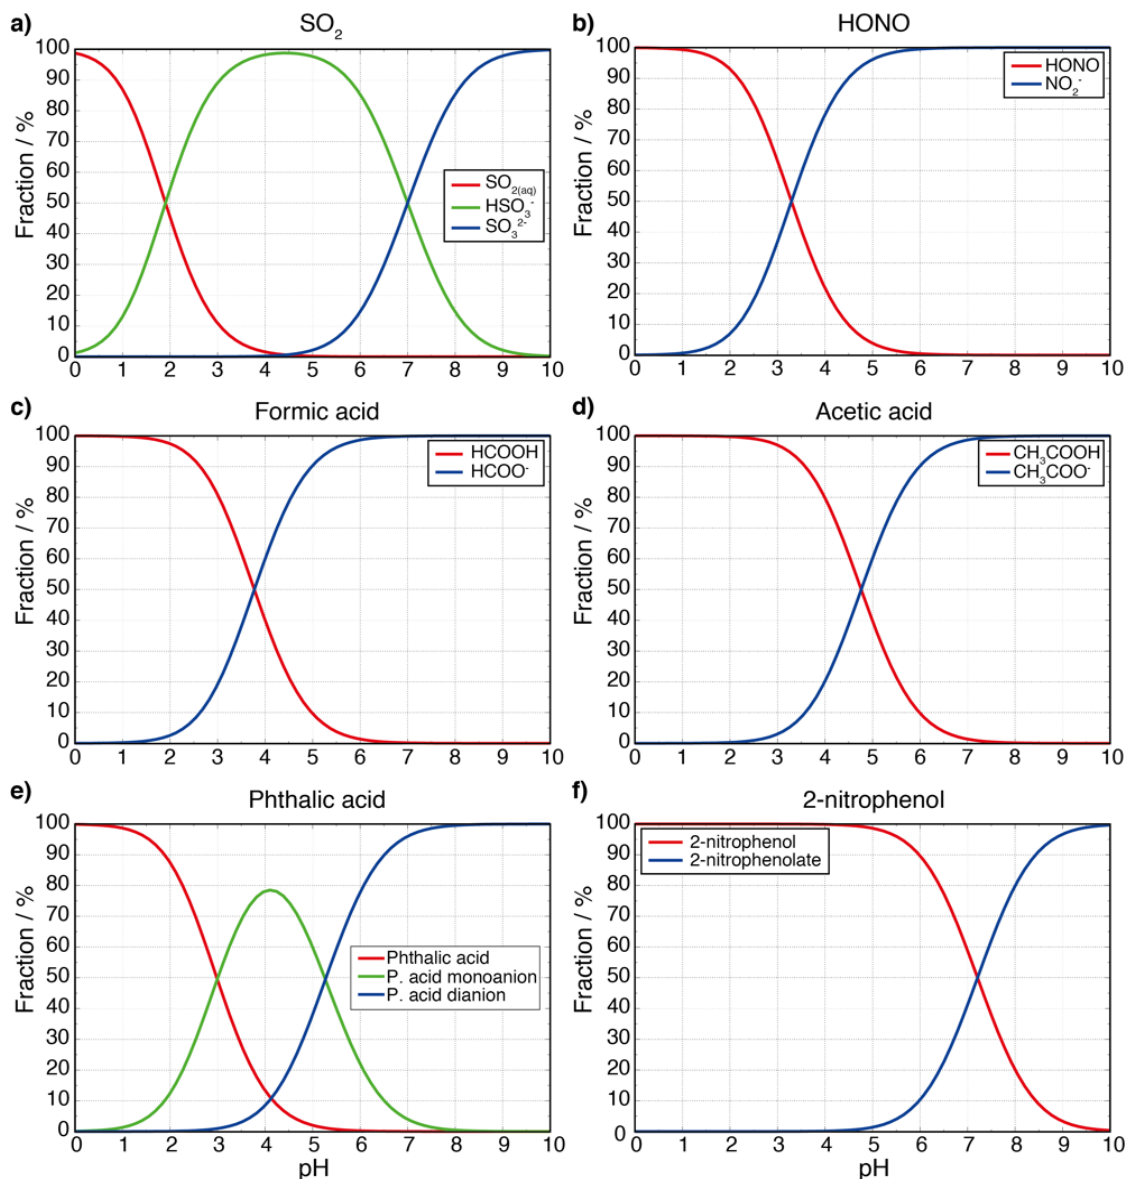 a) SO2
100
90
80
70
60
50
40
30
20
10
0
Fraction / %
SO2(aq)
HSO3-
SO32-
0 1 2 3 4 5 6 7 8 9 10
b) HONO
100
90
80
70
60
50
40
30
20
10
0
Fraction / %
HONO
NO2-
0 1 2 3 4 5 6 7 8 9 10
c) Formic acid
100
90
80
70
60
50
40
30
20
10
0
Fraction / %
HCOOH
HCOO-
0 1 2 3 4 5 6 7 8 9 10
d) Acetic acid
100
90
80
70
60
50
40
30
20
10
0
Fraction / %
CH3COOH
CH3COO-
0 1 2 3 4 5 6 7 8 9 10
e) Phthalic acid
100
90
80
70
60
50
40
30
20
10
0
Fraction / %
Phthalic acid
P. acid monoanion
P. acid dianion
0 1 2 3 4 5 6 7 8 9 10
pH
f) 2-nitrophenol
100
90
80
70
60
50
40
30
20
10
0
Fraction / %
2-nitrophenol
2-nitrophenolate
0 1 2 3 4 5 6 7 8 9 10
pH